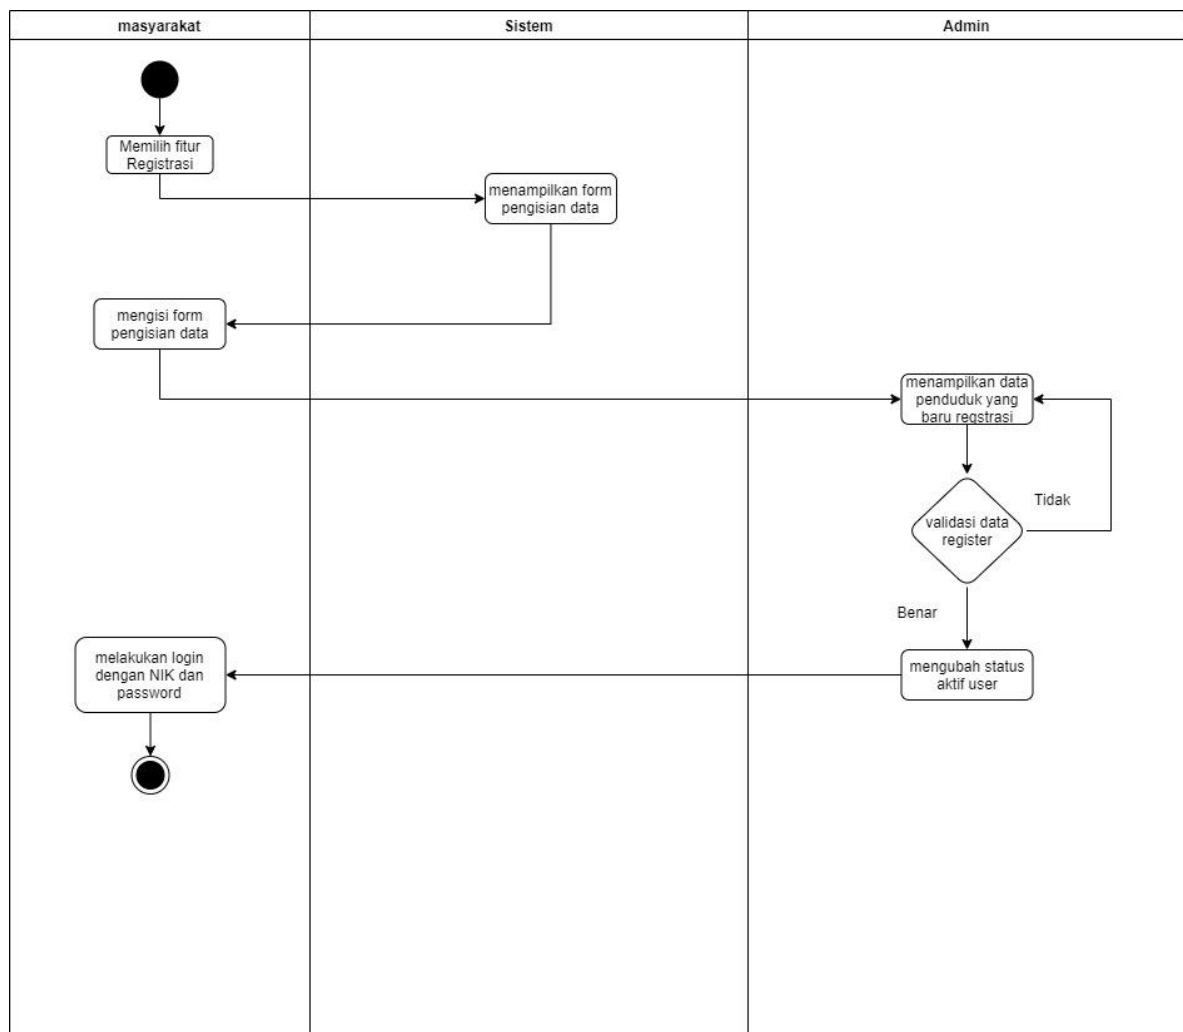 masyarakat
Sistem
Admin
Memilih fitur
Registrasi
menampilkan form
pengisian data
mengisi form
pengisian data
menampilkan data
penduduk yang
baru regstrasi
Tidak
validasi data
register
Benar
melakukan login
dengan NIK dan
password
mengubah status
aktif user